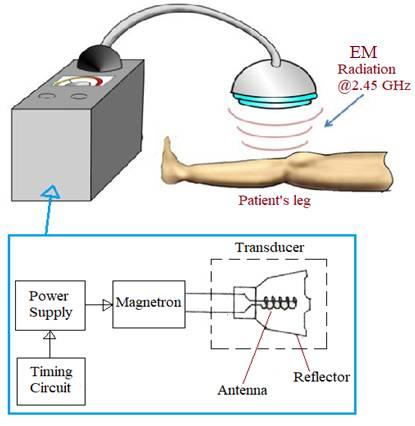 EM
Radiation
@2.45 GHz
Patient's leg
Transducer
Power
Supply
Magnetron
Timing
Circuit
Antenna
Reflector